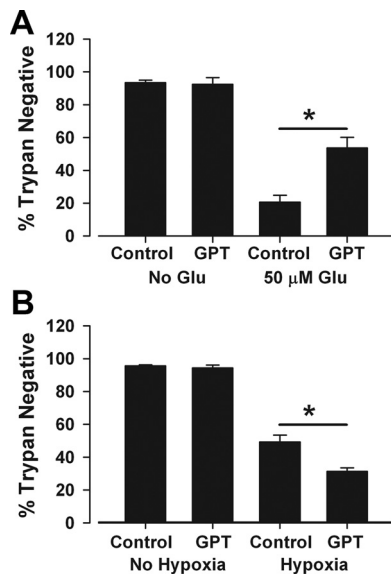 A
% Trypan Negative
120
100
80
60
40
20
0
*
Control GPT Control GPT
No Glu 50 μM Glu
B
% Trypan Negative
120
100
80
60
40
20
0
*
Control GPT Control GPT
No Hypoxia Hypoxia